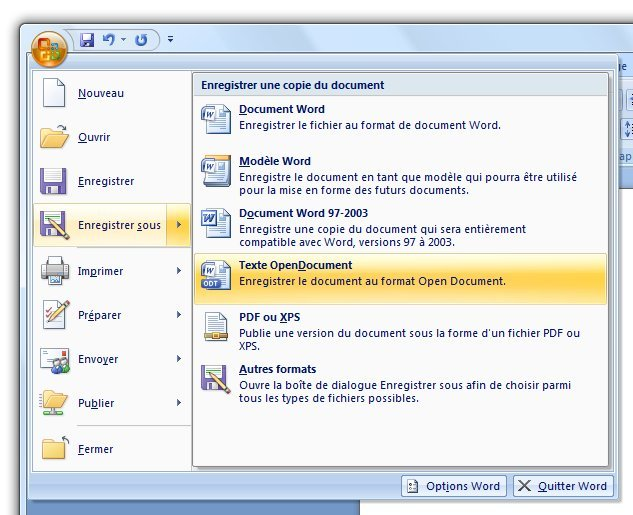 Nouveau
Ouvrir
Enregistrer
Enregistrer sous
Imprimer
Préparer
Envoyer
Publier
Fermer
Enregistrer une copie du document
Document Word
Enregistrer le fichier au format de document Word.
Modèle Word
Enregistre le document en tant que modèle qui pourra être utilisé
pour la mise en forme des futurs documents.
Document Word 97-2003
Enregistre une copie du document qui sera entièrement
compatible avec Word, versions 97 à 2003.
ODT
Texte OpenDocument
Enregistrer le document au format Open Document.
PDF ou XPS
Publie une version du document sous la forme d'un fichier PDF ou
XPS.
Autres formats
Ouvre la boîte de dialogue Enregistrer sous afin de choisir parmi
tous les types de fichiers possibles.
Options Word
Quitter Word